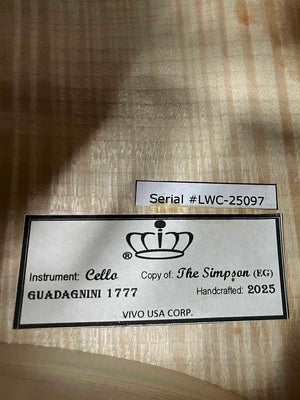 Serial #LWC-25097
®
Instrument: Cello Copy of: The Simpson (EG)
GUADAGNINI 1777 Handcrafted: 2025
VIVO USA CORP.